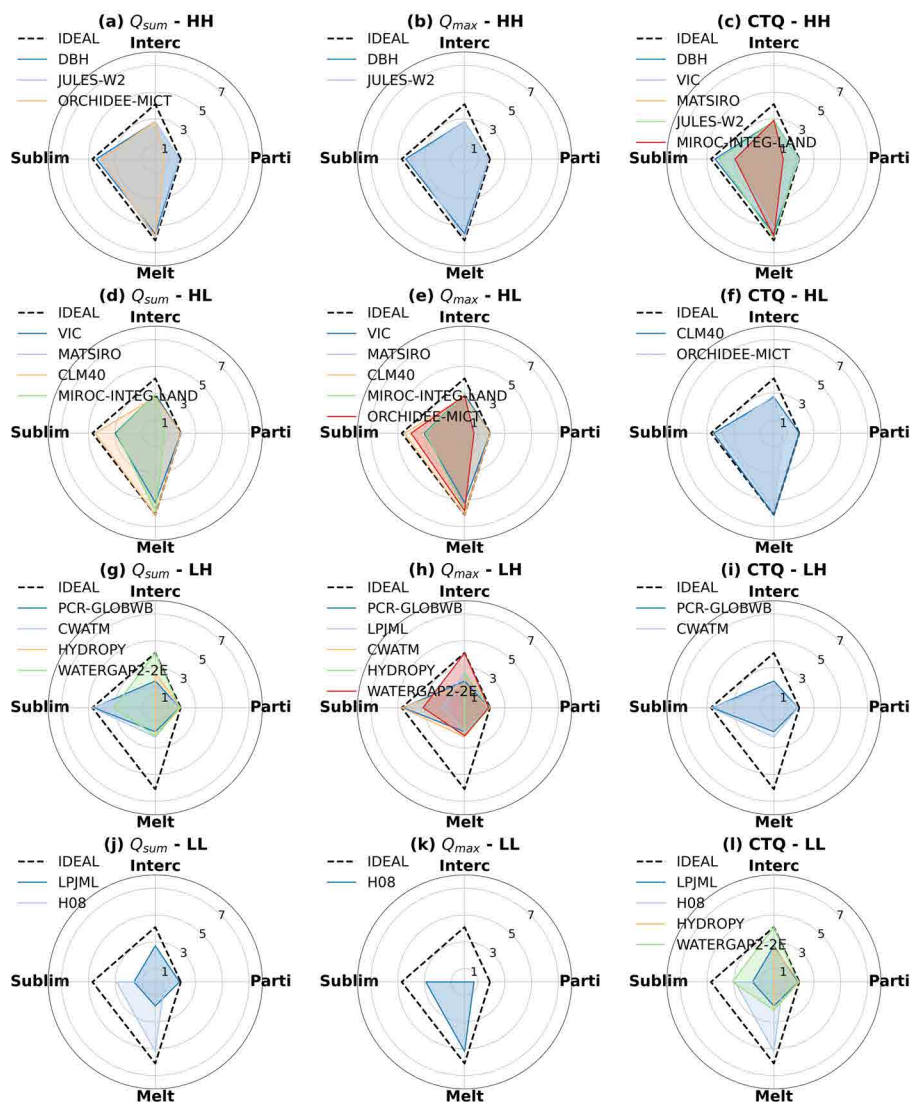 (a) Q_sum - HH
Interc
IDEAL
DBH
JULES-W2
ORCHIDEE-MICT
7
5
3
1
Sublim
Parti
Melt
(b) Q_max - HH
Interc
IDEAL
DBH
JULES-W2
7
5
3
1
Sublim
Parti
Melt
(c) CTQ - HH
Interc
IDEAL
DBH
VIC
MATSIRO
JULES-W2
MIROC-INTEG-LAND
7
5
3
1
Sublim
Parti
Melt
(d) Q_sum - HL
Interc
IDEAL
VIC
MATSIRO
CLM40
MIROC-INTEG-LAND
7
5
3
1
Sublim
Parti
Melt
(e) Q_max - HL
Interc
IDEAL
VIC
MATSIRO
CLM40
MIROC-INTEG-LAND
ORCHIDEE-MICT
7
5
3
1
Sublim
Parti
Melt
(f) CTQ - HL
Interc
IDEAL
CLM40
ORCHIDEE-MICT
7
5
3
1
Sublim
Parti
Melt
(g) Q_sum - LH
Interc
IDEAL
PCR-GLOBWB
CWATM
HYDROPY
WATERGAP2-2E
7
5
3
1
Sublim
Parti
Melt
(h) Q_max - LH
Interc
IDEAL
PCR-GLOBWB
LPJML
CWATM
HYDROPY
WATERGAP2-2E
7
5
3
1
Sublim
Parti
Melt
(i) CTQ - LH
Interc
IDEAL
PCR-GLOBWB
CWATM
7
5
3
1
Sublim
Parti
Melt
(j) Q_sum - LL
Interc
IDEAL
LPJML
H08
7
5
3
1
Sublim
Parti
Melt
(k) Q_max - LL
Interc
IDEAL
H08
7
5
3
1
Sublim
Parti
Melt
(l) CTQ - LL
Interc
IDEAL
LPJML
H08
HYDROPY
WATERGAP2-2E
7
5
3
1
Sublim
Parti
Melt